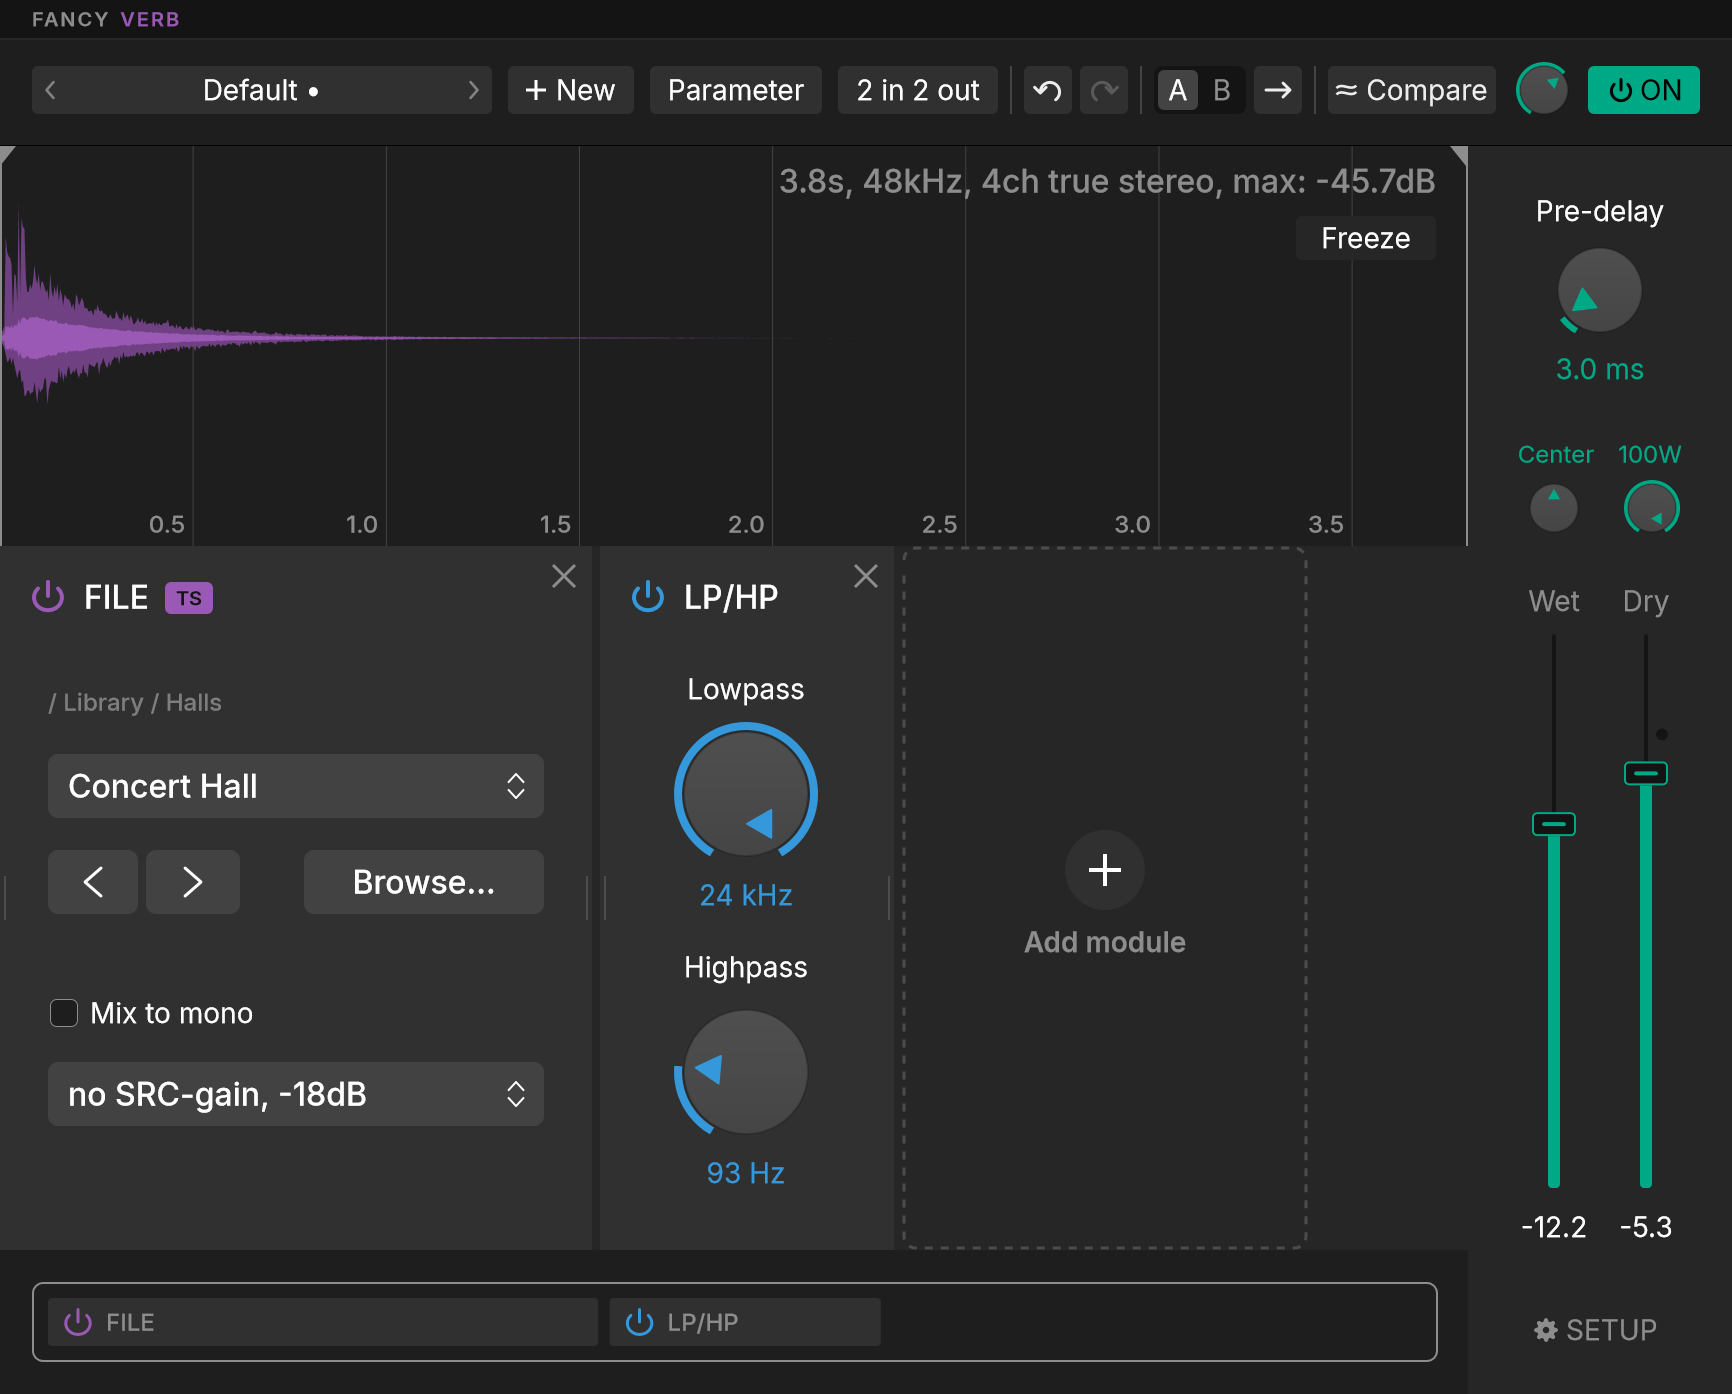 FANCY VERB
Default •
+ New
Parameter
2 in 2 out
A B
≈ Compare
ON
3.8s, 48kHz, 4ch true stereo, max: -45.7dB
Freeze
0.5 1.0 1.5 2.0 2.5 3.0 3.5
Pre-delay
3.0 ms
Center 100W
Wet Dry
-12.2 -5.3
SETUP
FILE TS
/ Library / Halls
Concert Hall
Browse...
Mix to mono
no SRC-gain, -18dB
LP/HP
Lowpass
24 kHz
Highpass
93 Hz
Add module
FILE
LP/HP